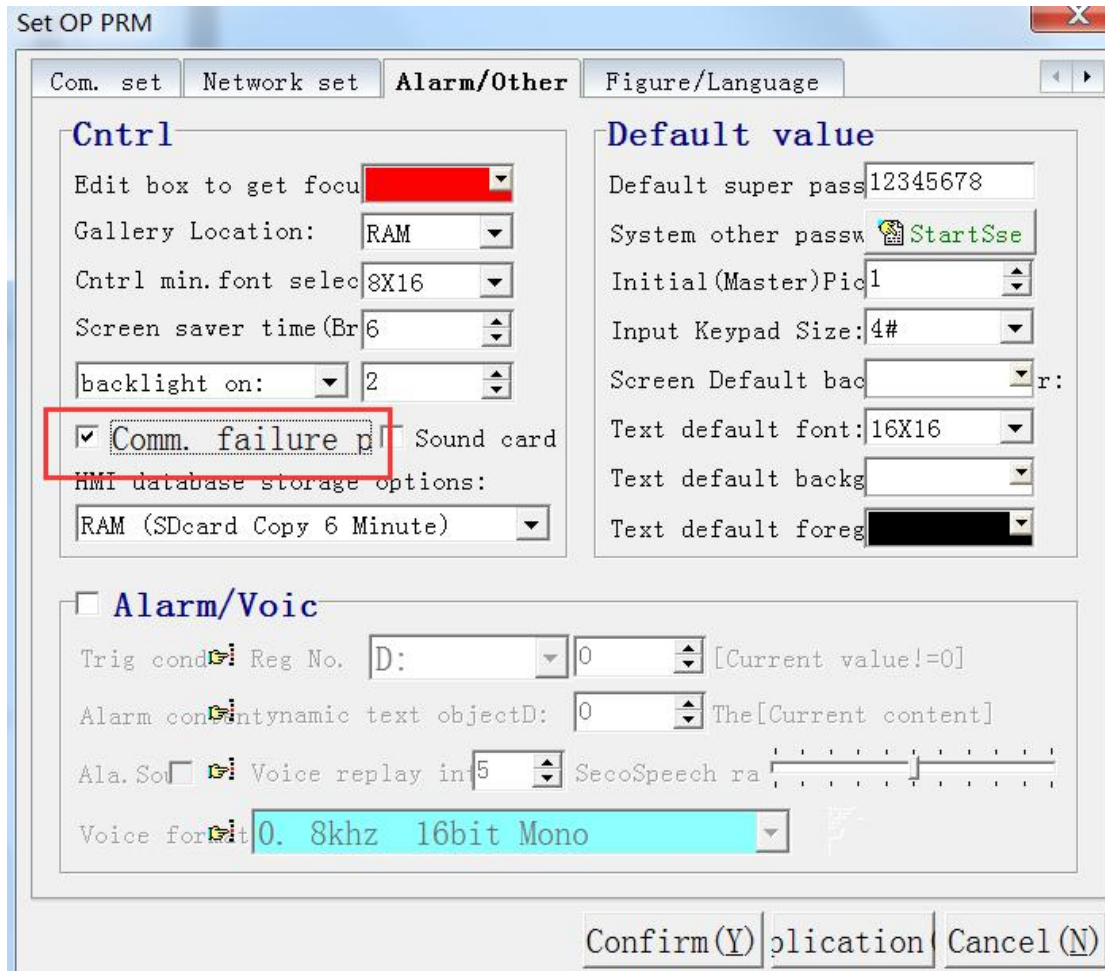 Set OP PRM
Com. set Network set Alarm/Other Figure/Language
Cntrl
Edit box to get focu
Gallery Location: RAM
Cntrl min.font selec 8X16
Screen saver time(Br 6
backlight on: 2
Comm. failure p Sound card
HMI database storage options:
RAM (SDcard Copy 6 Minute)
Default value
Default super pass 12345678
System other passw StartSse
Initial(Master)Pic 1
Input Keypad Size: 4#
Screen Default bac r:
Text default font: 16X16
Text default backg
Text default foreg
Alarm/Voic
Trig cond Reg No. D: 0 [Current value!=0]
Alarm conten tynamic text objectD: 0 The[Current content]
Ala.Sou Voice replay int 5 SecoSpeech ra
Voice format 0. 8khz 16bit Mono
Confirm(Y) plication( Cancel(N)